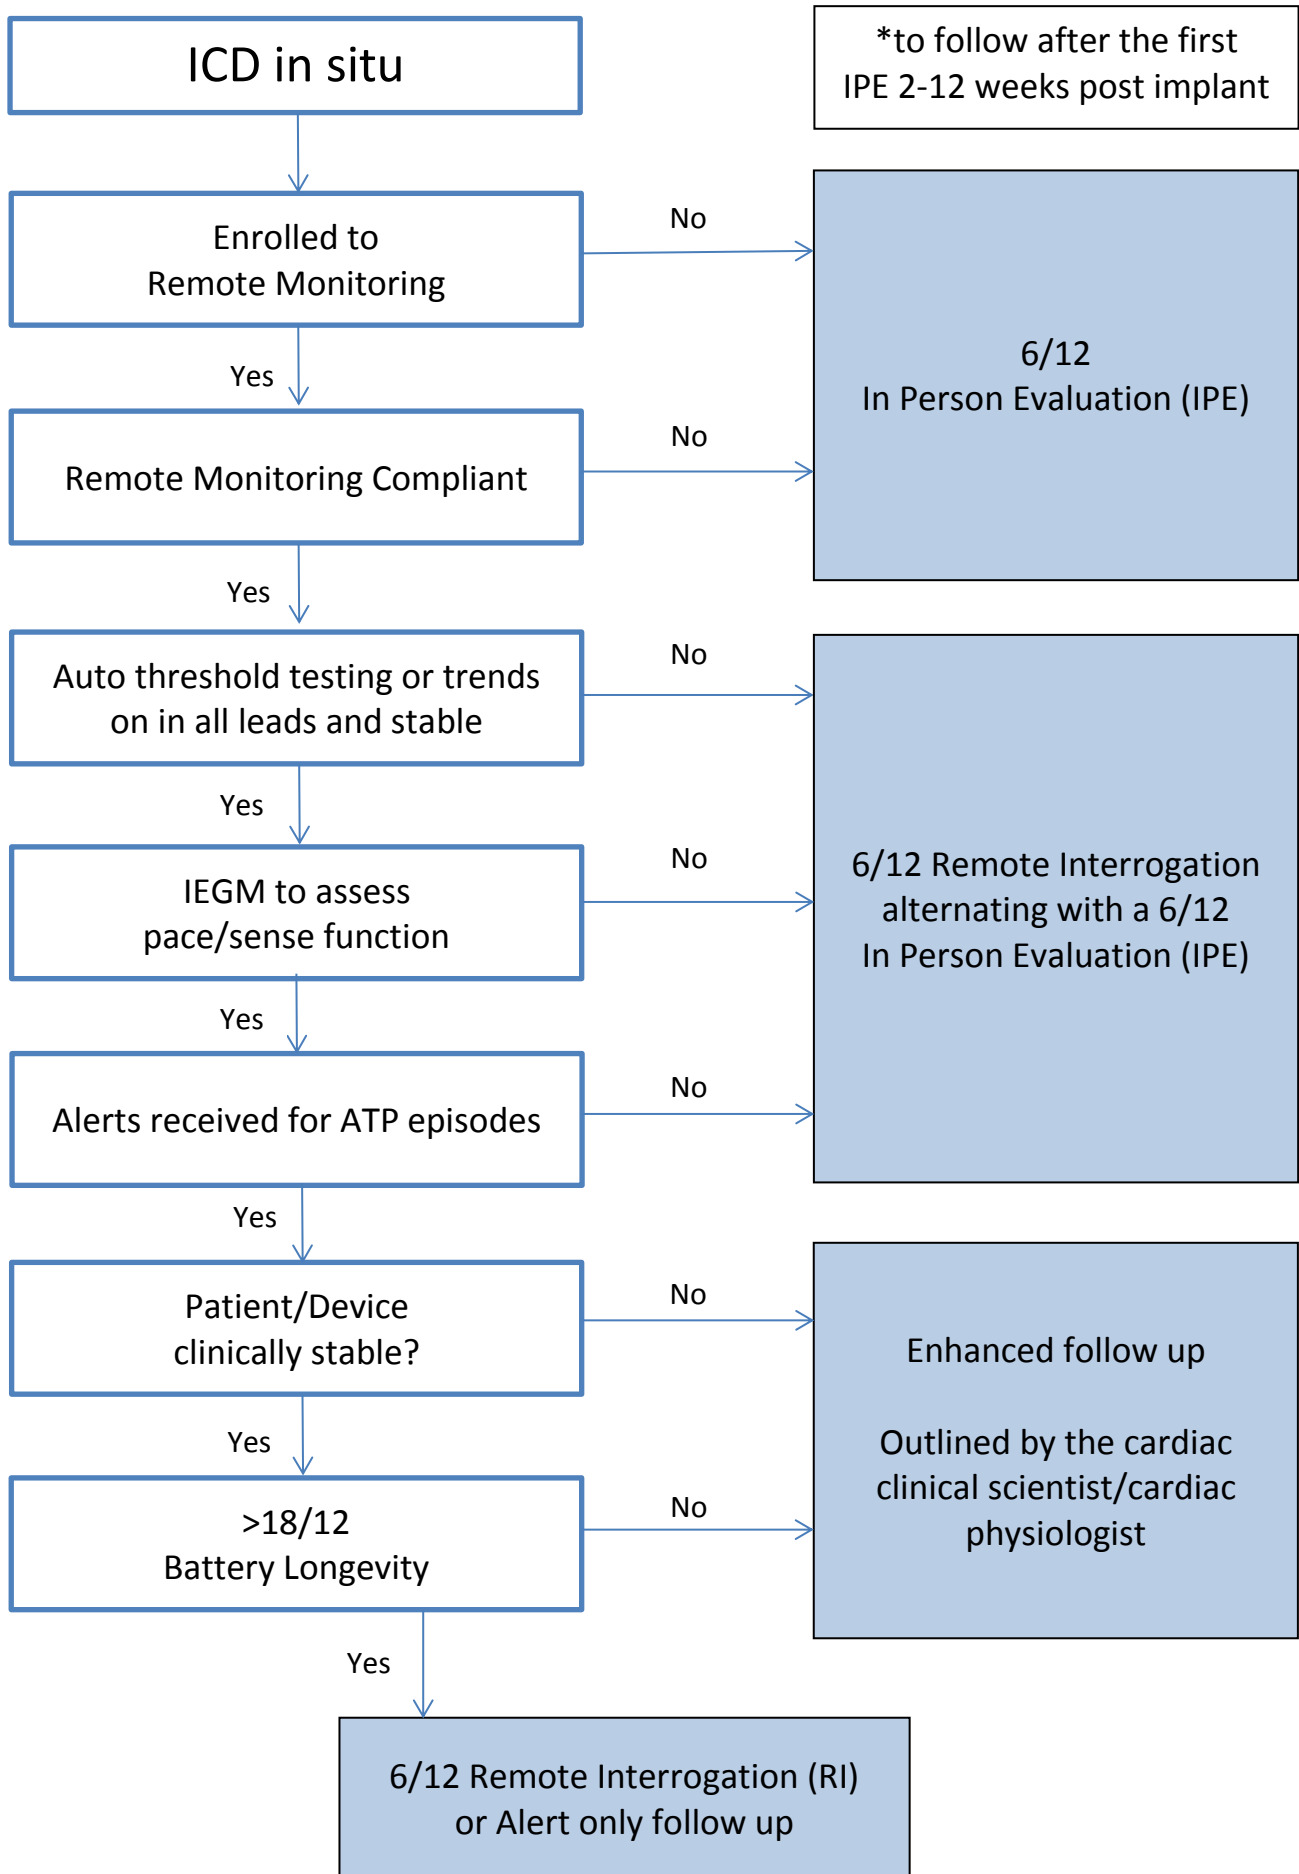 ICD in situ
*to follow after the first
IPE 2-12 weeks post implant
Enrolled to
Remote Monitoring
No
6/12
In Person Evaluation (IPE)
Yes
Remote Monitoring Compliant
No
Yes
Auto threshold testing or trends
on in all leads and stable
No
6/12 Remote Interrogation
alternating with a 6/12
In Person Evaluation (IPE)
Yes
IEGM to assess
pace/sense function
No
Yes
Alerts received for ATP episodes
No
Yes
Patient/Device
clinically stable?
No
Enhanced follow up
Outlined by the cardiac
clinical scientist/cardiac
physiologist
Yes
>18/12
Battery Longevity
No
Yes
6/12 Remote Interrogation (RI)
or Alert only follow up